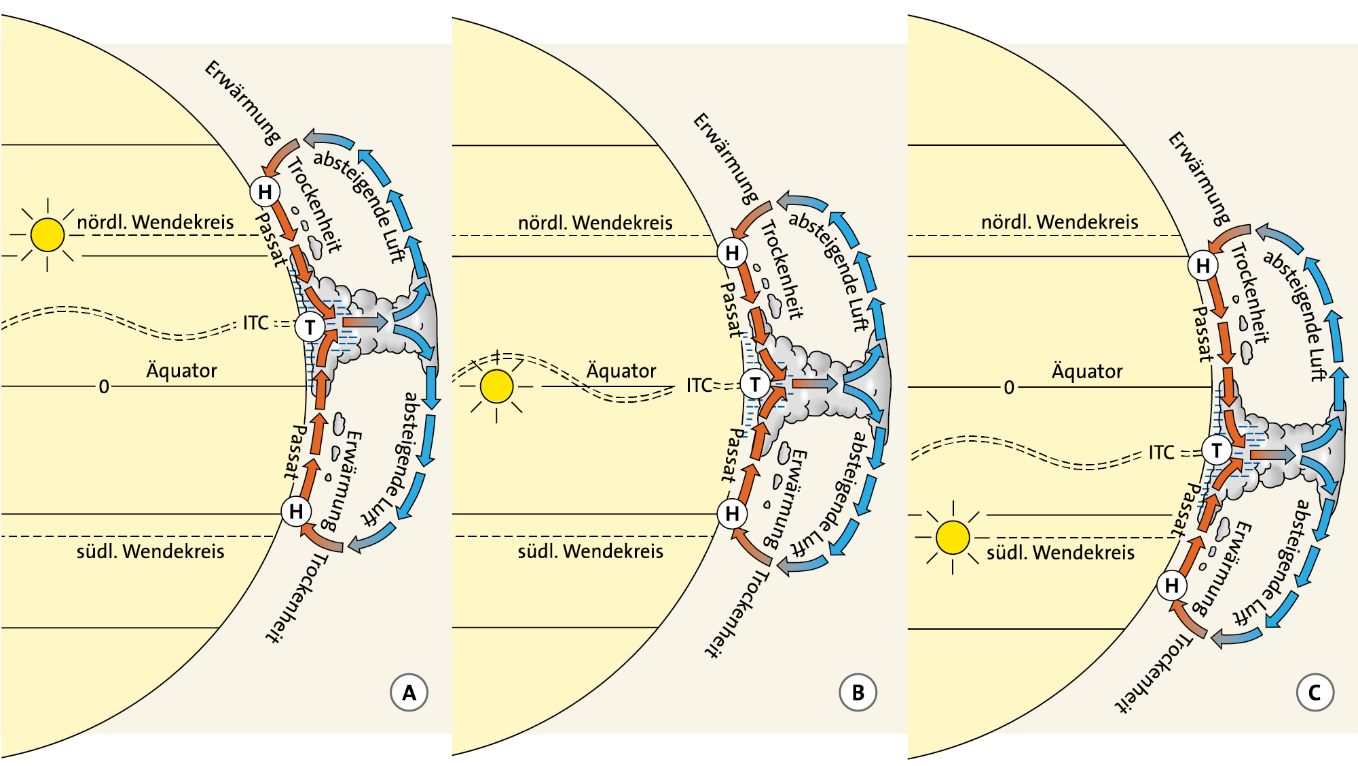 Erwärmung
absteigende Luft
Trockenheit
H
nördl. Wendekreis
Passat
ITC
T
Äquator
0
absteigende Luft
Passat
Erwärmung
H
südl. Wendekreis
Trockenheit
A
Erwärmung
absteigende Luft
Trockenheit
nördl. Wendekreis
H
Passat
Äquator
ITC
T
Passat
absteigende Luft
Erwärmung
H
südl. Wendekreis
Trockenheit
B
Erwärmung
absteigende Luft
Trockenheit
nördl. Wendekreis
H
Passat
Äquator
0
ITC
T
Passat
absteigende Luft
Erwärmung
südl. Wendekreis
H
Trockenheit
C